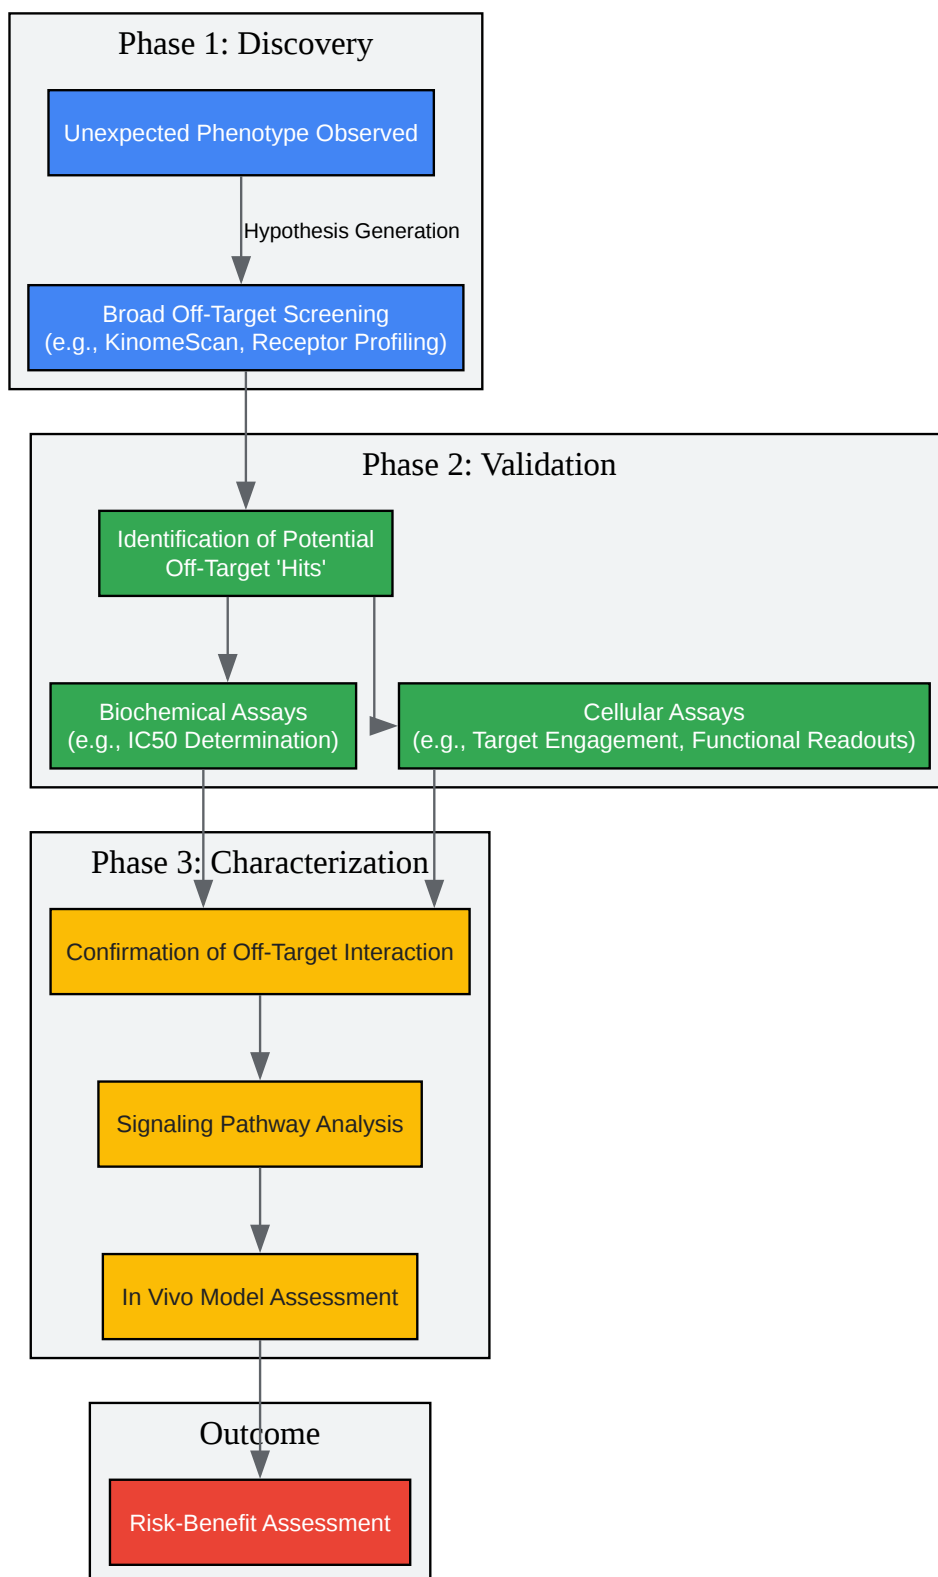 Phase 1: Discovery
Unexpected Phenotype Observed
Hypothesis Generation
Broad Off-Target Screening
(e.g., KinomeScan, Receptor Profiling)
Phase 2: Validation
Identification of Potential
Off-Target 'Hits'
Biochemical Assays
(e.g., IC50 Determination)
Cellular Assays
(e.g., Target Engagement, Functional Readouts)
Phase 3: Characterization
Confirmation of Off-Target Interaction
Signaling Pathway Analysis
In Vivo Model Assessment
Outcome
Risk-Benefit Assessment